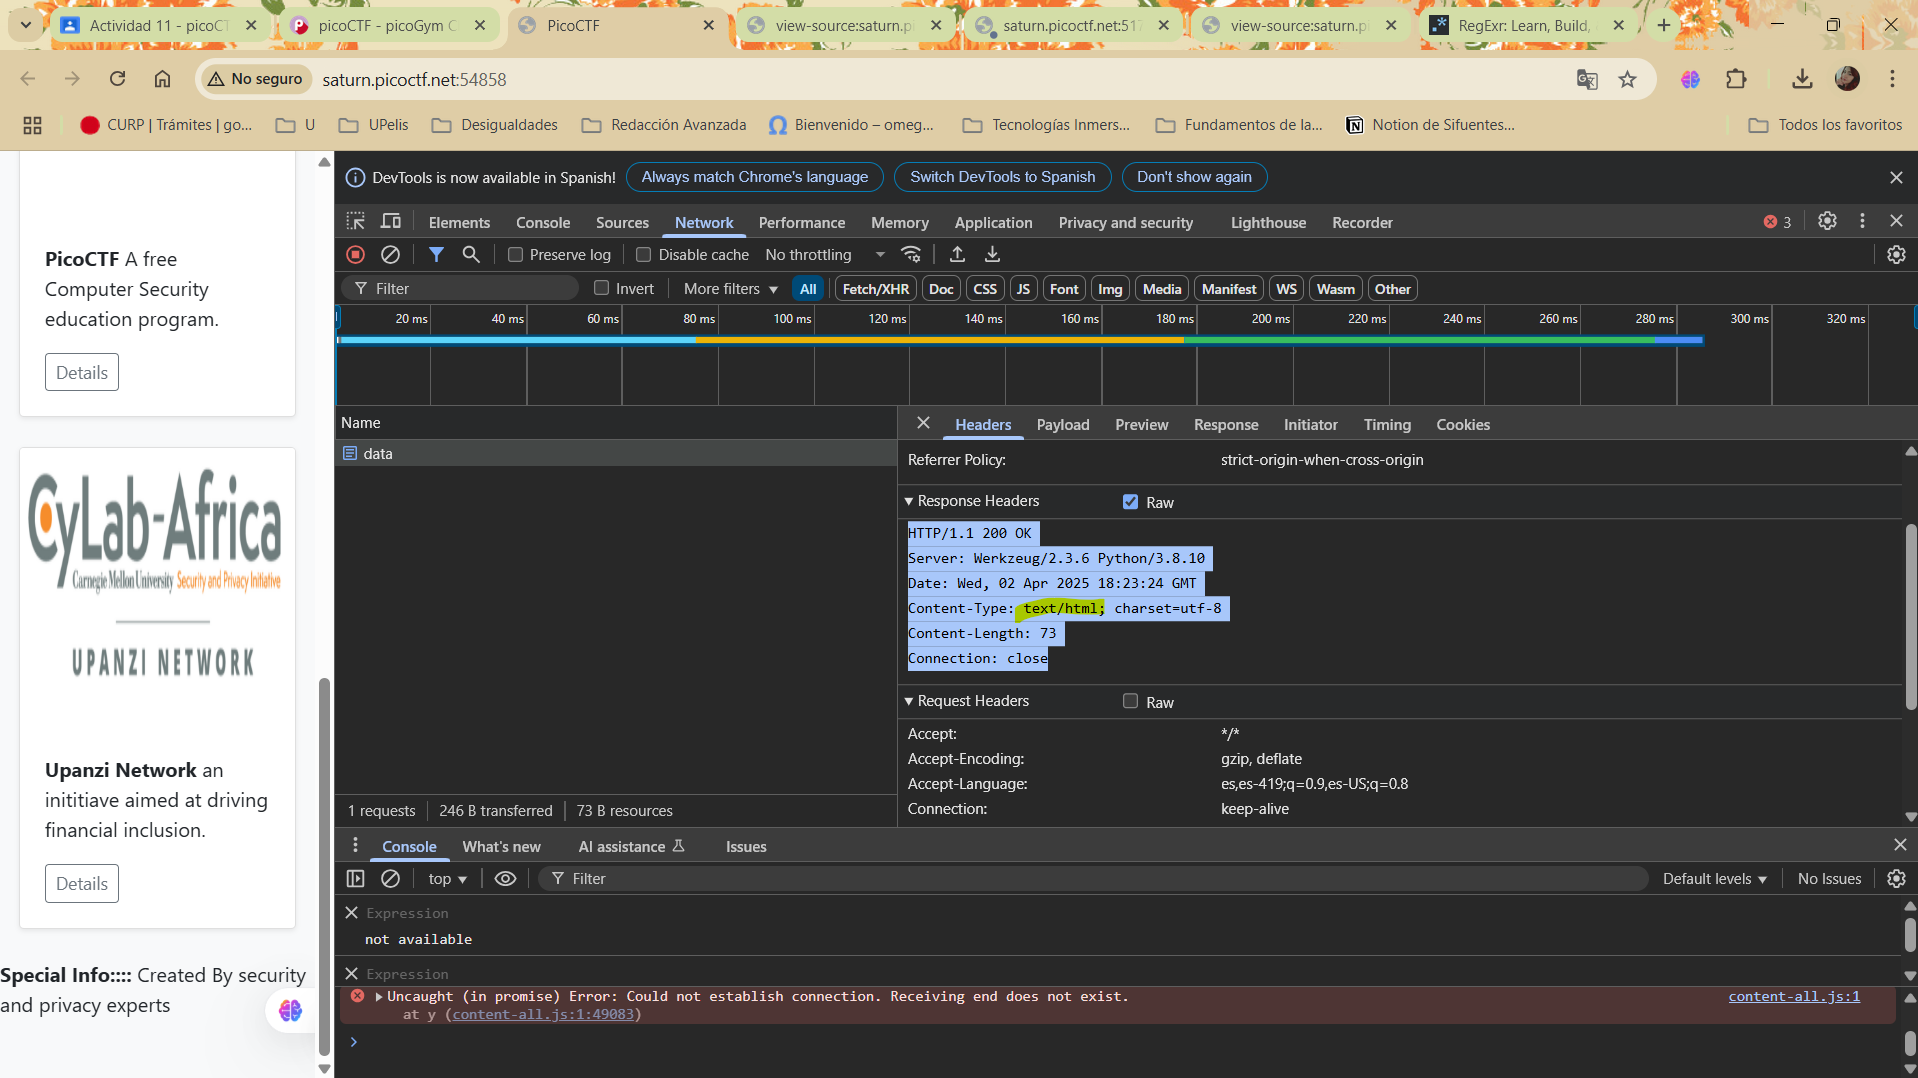 Actividad 11 - picoCT
picoCTF - picoGym C
PicoCTF
view-source:saturn.pi
saturn.picoctf.net:517
view-source:saturn.pi
RegExr: Learn, Build,
No seguro
saturn.picoctf.net:54858
CURP | Trámites | go...
U
UPelis
Desigualdades
Redacción Avanzada
Bienvenido – omeg...
Tecnologías Inmers...
Fundamentos de la...
Notion de Sifuentes...
Todos los favoritos
PicoCTF A free
Computer Security
education program.
Details
CyLab-Africa
Carnegie Mellon University Security and Privacy Initiative
UPANZI NETWORK
Upanzi Network an
inititiave aimed at driving
financial inclusion.
Details
Special Info:::: Created By security
and privacy experts
DevTools is now available in Spanish!
Always match Chrome's language
Switch DevTools to Spanish
Don't show again
Elements Console Sources Network Performance Memory Application Privacy and security Lighthouse Recorder
3
Preserve log
Disable cache
No throttling
Filter
Invert
More filters
All Fetch/XHR Doc CSS JS Font Img Media Manifest WS Wasm Other
20 ms 40 ms 60 ms 80 ms 100 ms 120 ms 140 ms 160 ms 180 ms 200 ms 220 ms 240 ms 260 ms 280 ms 300 ms 320 ms
Name
data
1 requests
246 B transferred
73 B resources
Headers Payload Preview Response Initiator Timing Cookies
Referrer Policy: strict-origin-when-cross-origin
Response Headers
Raw
HTTP/1.1 200 OK
Server: Werkzeug/2.3.6 Python/3.8.10
Date: Wed, 02 Apr 2025 18:23:24 GMT
Content-Type: text/html; charset=utf-8
Content-Length: 73
Connection: close
Request Headers
Raw
Accept: */*
Accept-Encoding: gzip, deflate
Accept-Language: es,es-419;q=0.9,es-US;q=0.8
Connection: keep-alive
Console What's new AI assistance Issues
top
Filter
Default levels
No Issues
Expression
not available
Expression
Uncaught (in promise) Error: Could not establish connection. Receiving end does not exist.
content-all.js:1
at y (content-all.js:1:49083)